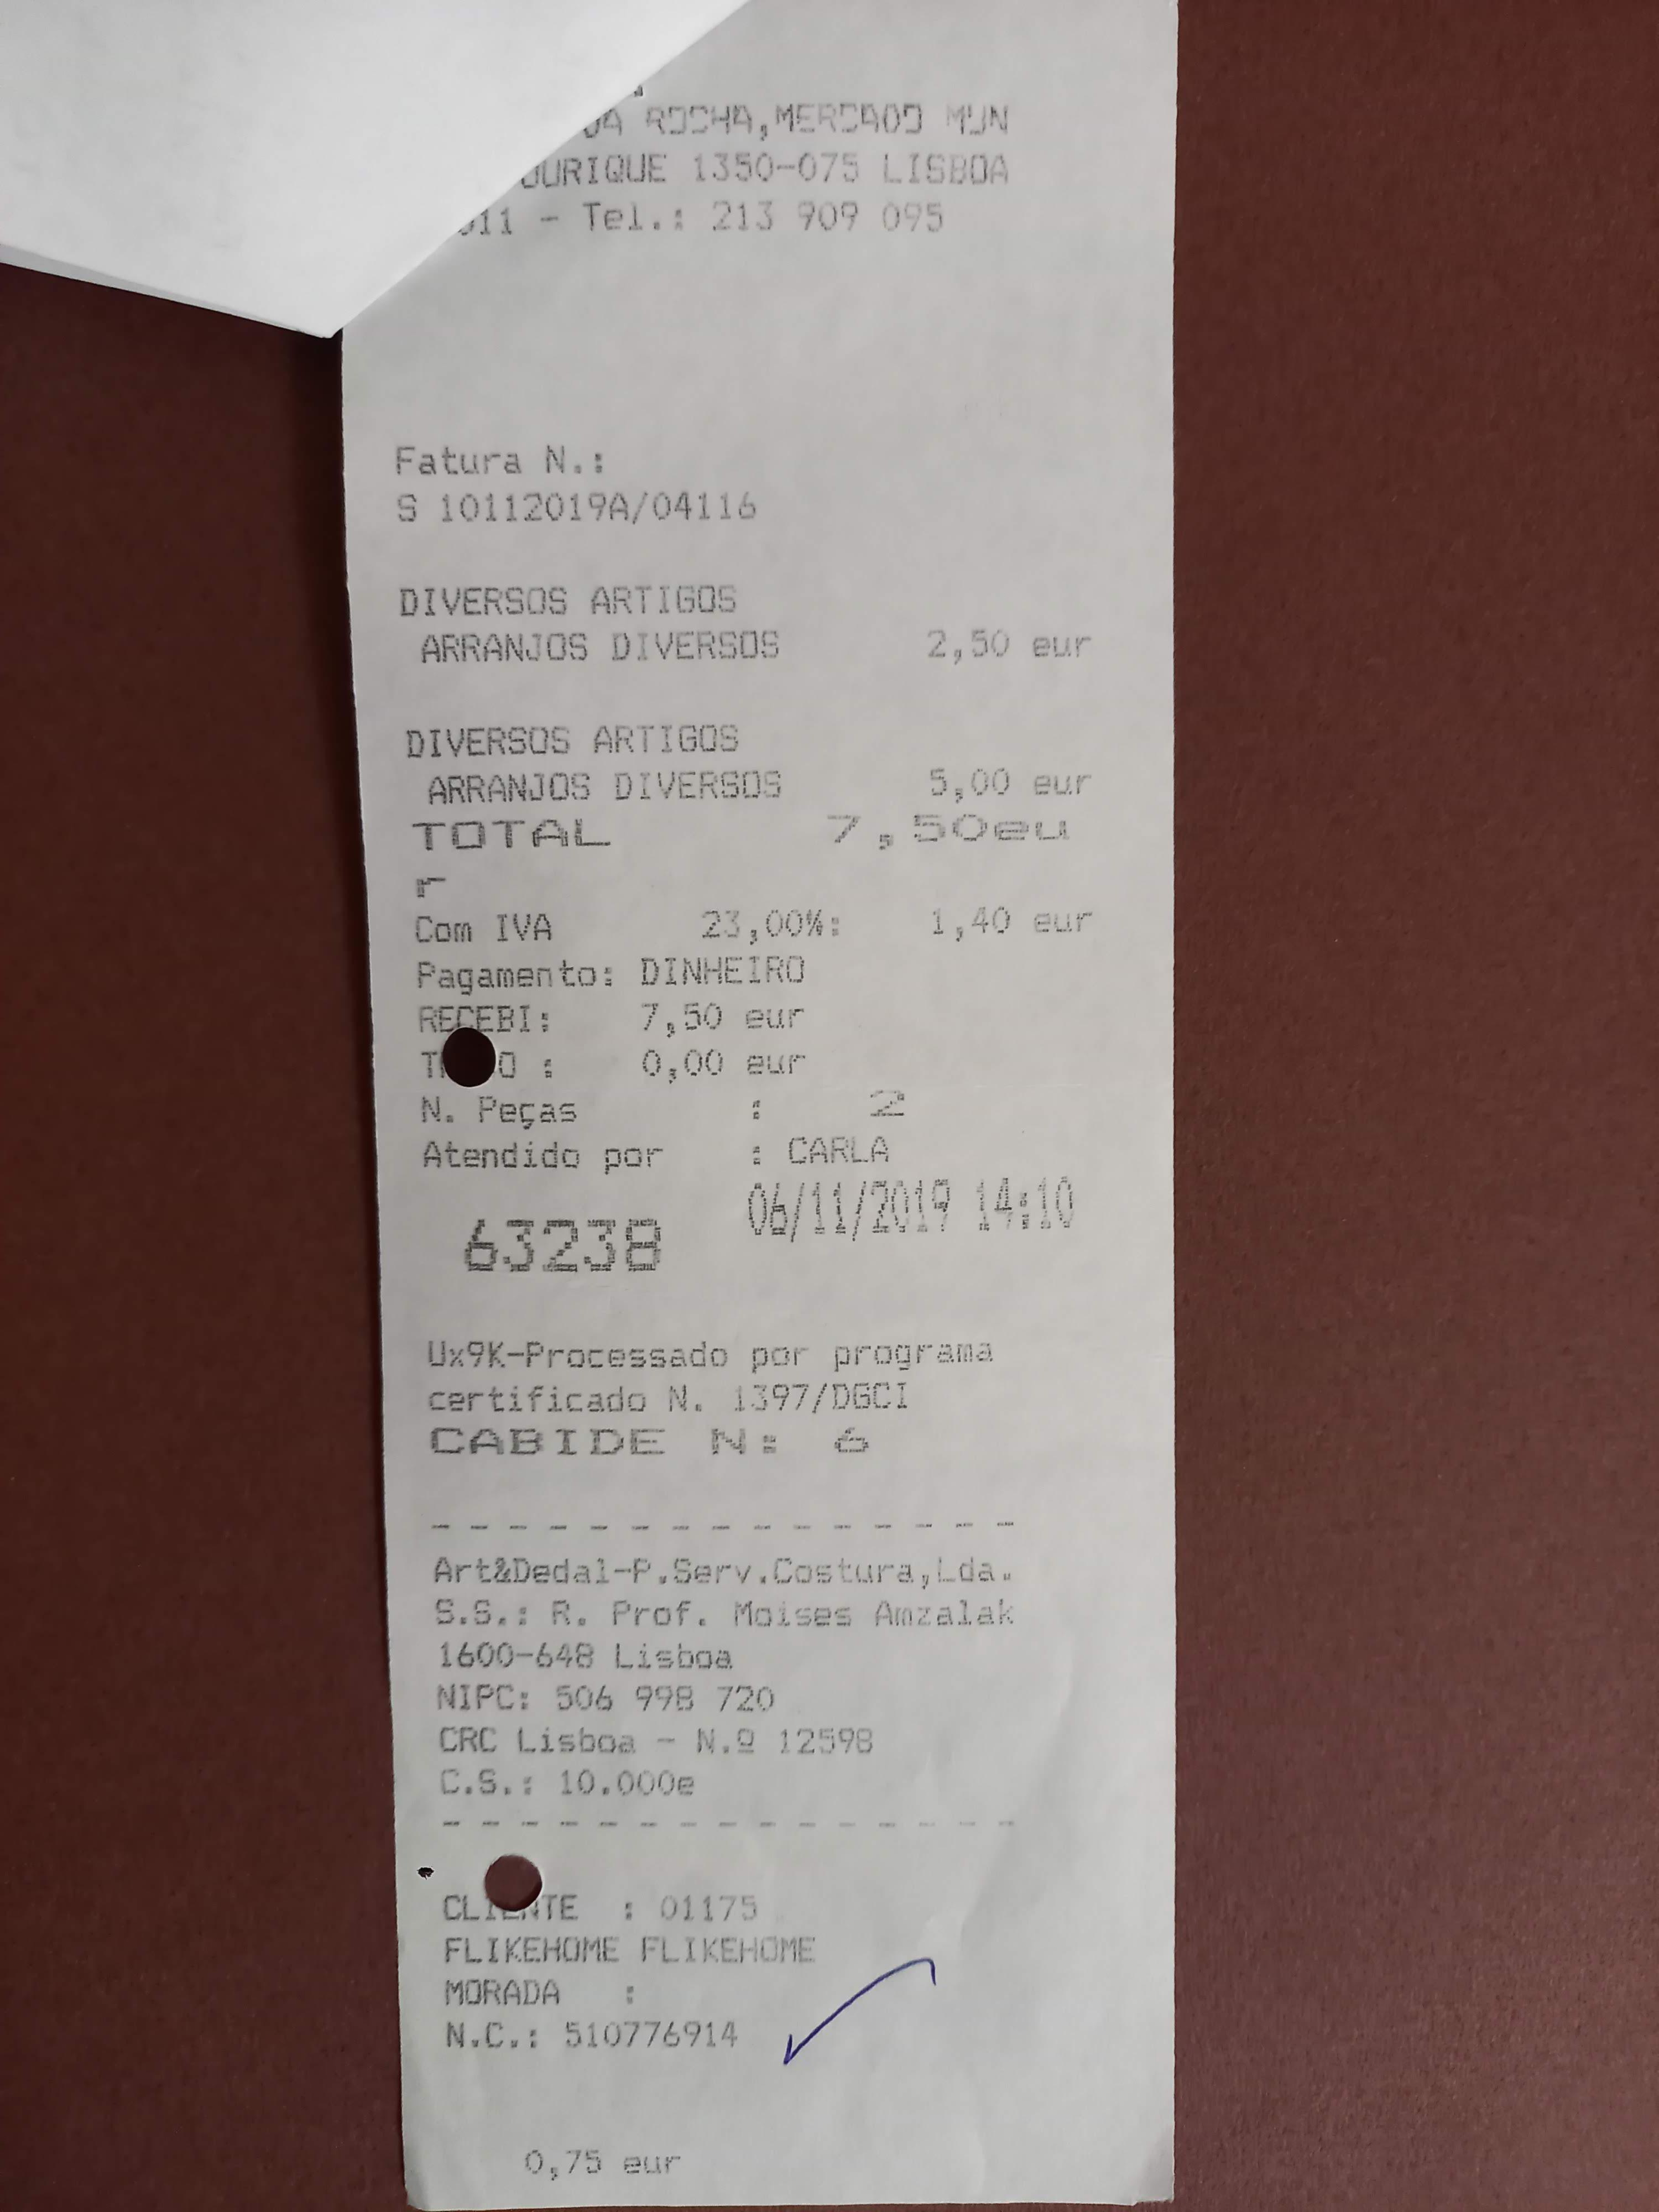 ROCHA,MERCADO MUN
OURIQUE 1350-075 LISBOA
011 - Tel.: 213 909 095
Fatura N.:
S 10112019A/04116
DIVERSOS ARTIGOS
ARRANJOS DIVERSOS 2,50 eur
DIVERSOS ARTIGOS
ARRANJOS DIVERSOS 5,00 eur
TOTAL 7,50eu
r
Com IVA 23,00%: 1,40 eur
Pagamento: DINHEIRO
RECEBI: 7,50 eur
: 0,00 eur
N. Peças : 2
Atendido por : CARLA
06/11/2019 14:10
63238
Ux9K-Processado por programa
certificado N. 1397/DGCI
CABIDE N: 6
- - - - - - - - - - - - - - -
Art&Dedal-P.Serv.Costura,Lda.
S.S.: R. Prof. Moises Amzalak
1600-648 Lisboa
NIPC: 506 998 720
CRC Lisboa - N.º 12598
C.S.: 10.000e
- - - - - - - - - - - - - - -
CLIENTE : 01175
FLIKEHOME FLIKEHOME
MORADA :
N.C.: 510776914
0,75 eur